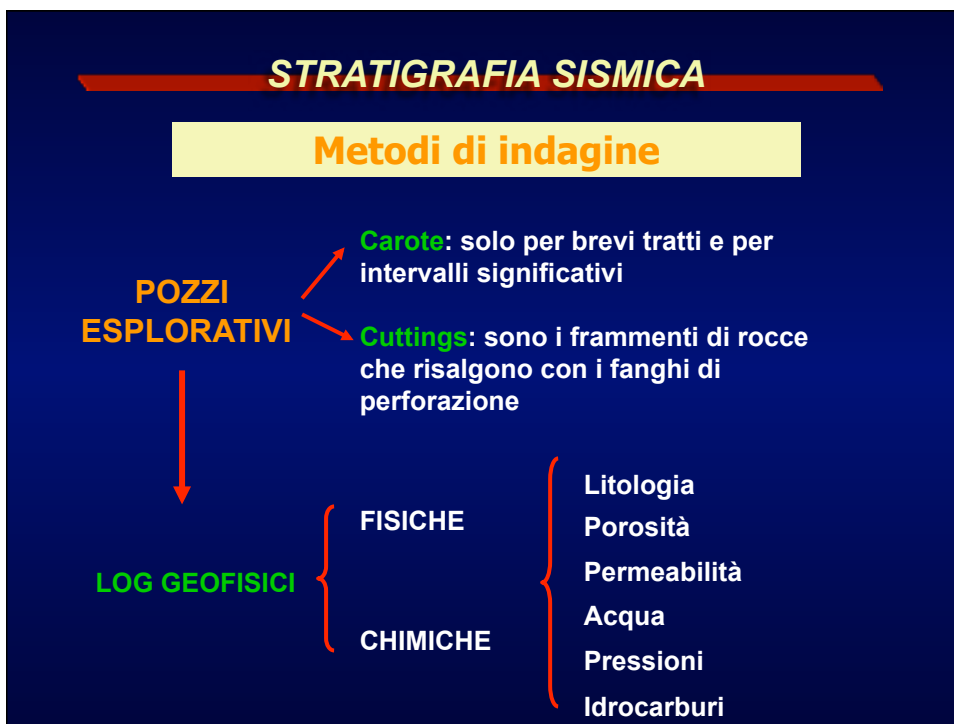 STRATIGRAFIA SISMICA
Metodi di indagine
POZZI
ESPLORATIVI
Carote: solo per brevi tratti e per
intervalli significativi
Cuttings: sono i frammenti di rocce
che risalgono con i fanghi di
perforazione
LOG GEOFISICI
FISICHE
CHIMICHE
Litologia
Porosità
Permeabilità
Acqua
Pressioni
Idrocarburi